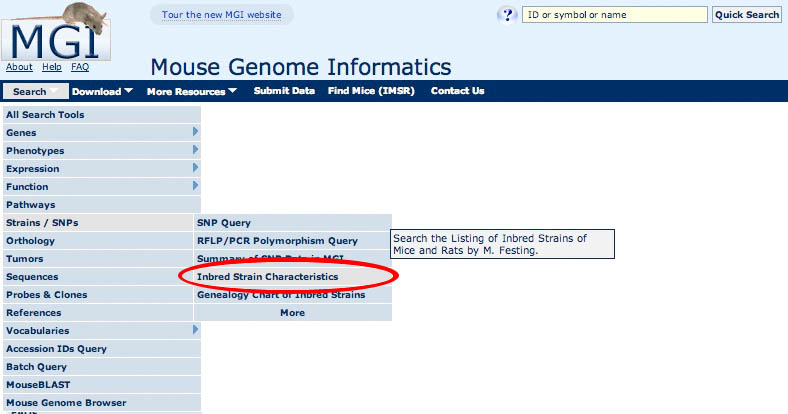 Tour the new MGI website
? ID or symbol or name Quick Search
MGI
About Help FAQ
Mouse Genome Informatics
Search Download More Resources Submit Data Find Mice (IMSR) Contact Us
All Search Tools
Genes
Phenotypes
Expression
Function
Pathways
Strains / SNPs
Orthology
Tumors
Sequences
Probes & Clones
References
Vocabularies
Accession IDs Query
Batch Query
MouseBLAST
Mouse Genome Browser
SNP Query
RFLP/PCR Polymorphism Query
Summary of SNP Data in MGI
Inbred Strain Characteristics
Genealogy Chart of Inbred Strains
More
Search the Listing of Inbred Strains of
Mice and Rats by M. Festing.